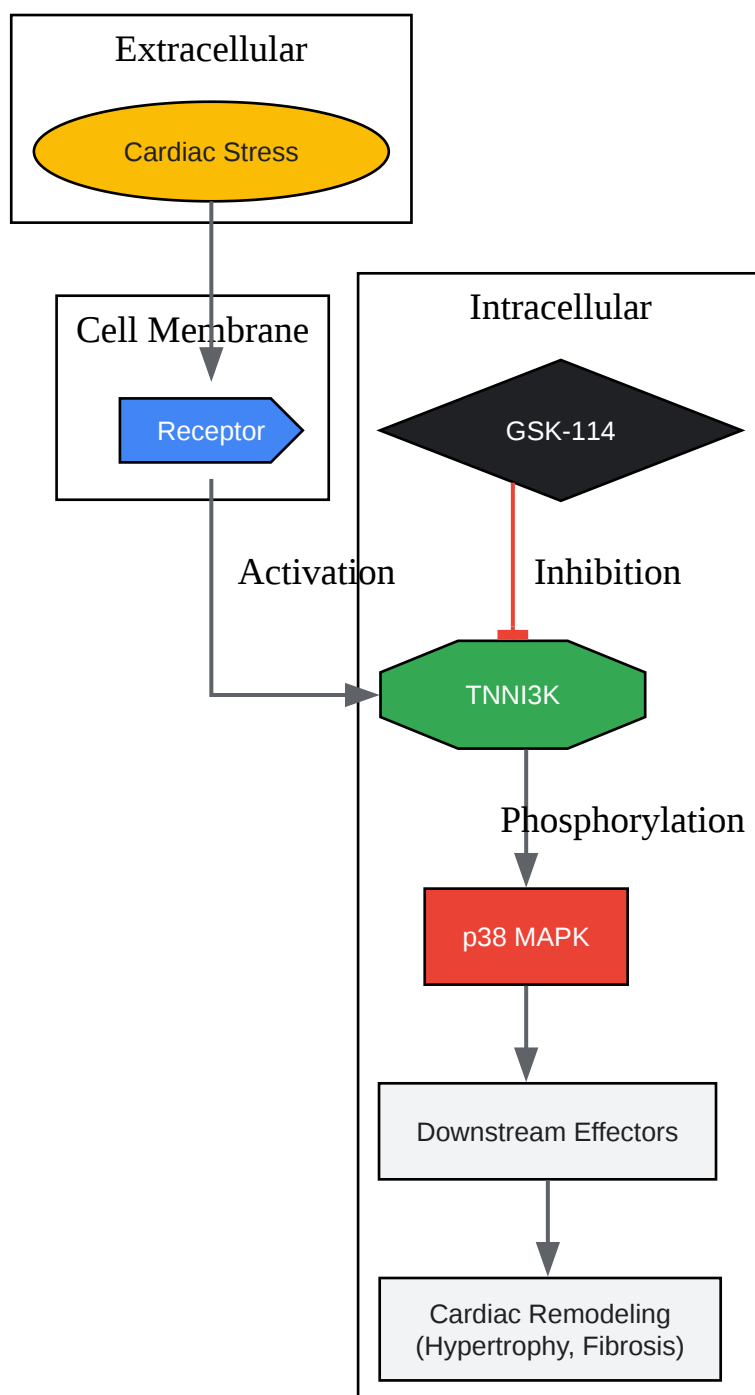 Extracellular
Cardiac Stress
Cell Membrane
Receptor
Intracellular
GSK-114
Activation
Inhibition
TNNI3K
Phosphorylation
p38 MAPK
Downstream Effectors
Cardiac Remodeling
(Hypertrophy, Fibrosis)